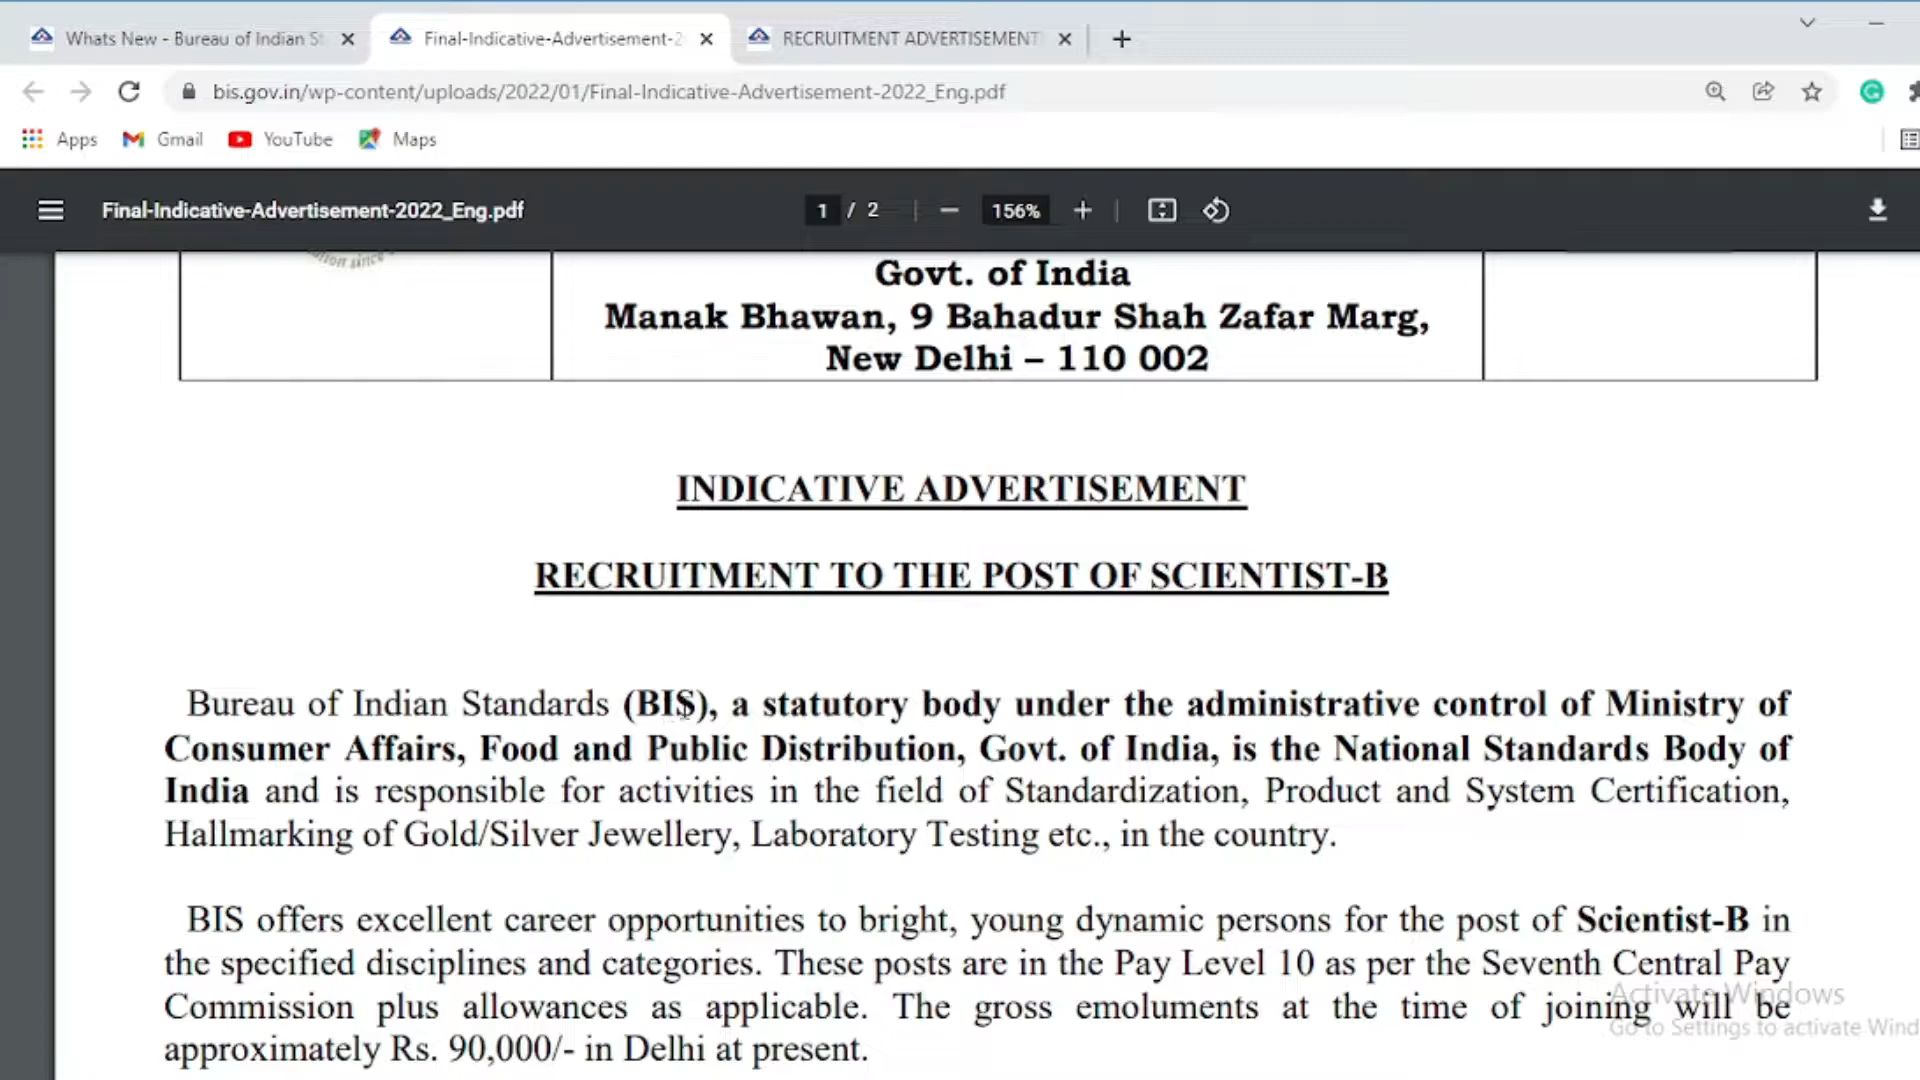 Whats New - Bureau of Indian St
Final-Indicative-Advertisement-2
RECRUITMENT ADVERTISEMENT
bis.gov.in/wp-content/uploads/2022/01/Final-Indicative-Advertisement-2022_Eng.pdf
Apps
Gmail
YouTube
Maps
Final-Indicative-Advertisement-2022_Eng.pdf
1 / 2
156%
since
Govt. of India
Manak Bhawan, 9 Bahadur Shah Zafar Marg,
New Delhi – 110 002
INDICATIVE ADVERTISEMENT
RECRUITMENT TO THE POST OF SCIENTIST-B
Bureau of Indian Standards (BIS), a statutory body under the administrative control of Ministry of
Consumer Affairs, Food and Public Distribution, Govt. of India, is the National Standards Body of
India and is responsible for activities in the field of Standardization, Product and System Certification,
Hallmarking of Gold/Silver Jewellery, Laboratory Testing etc., in the country.
BIS offers excellent career opportunities to bright, young dynamic persons for the post of Scientist-B in
the specified disciplines and categories. These posts are in the Pay Level 10 as per the Seventh Central Pay
Commission plus allowances as applicable. The gross emoluments at the time of joining will be
approximately Rs. 90,000/- in Delhi at present.
Activate Windows
Go to Settings to activate Wind